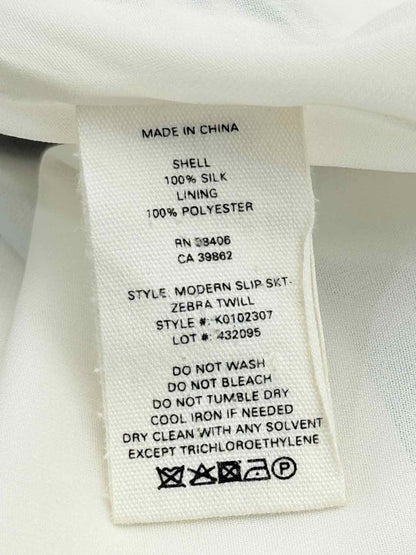 MADE IN CHINA
SHELL
100% SILK
LINING
100% POLYESTER
RN
CA 39862
STYLE: MODERN SLIP SKT-
ZEBRA TWILL
STYLE #: K0102307
LOT #: 432095
DO NOT WASH
DO NOT BLEACH
DO NOT TUMBLE DRY
COOL IRON IF NEEDED
DRY CLEAN WITH ANY SOLVENT
EXCEPT TRICHLOROETHYLENE
P